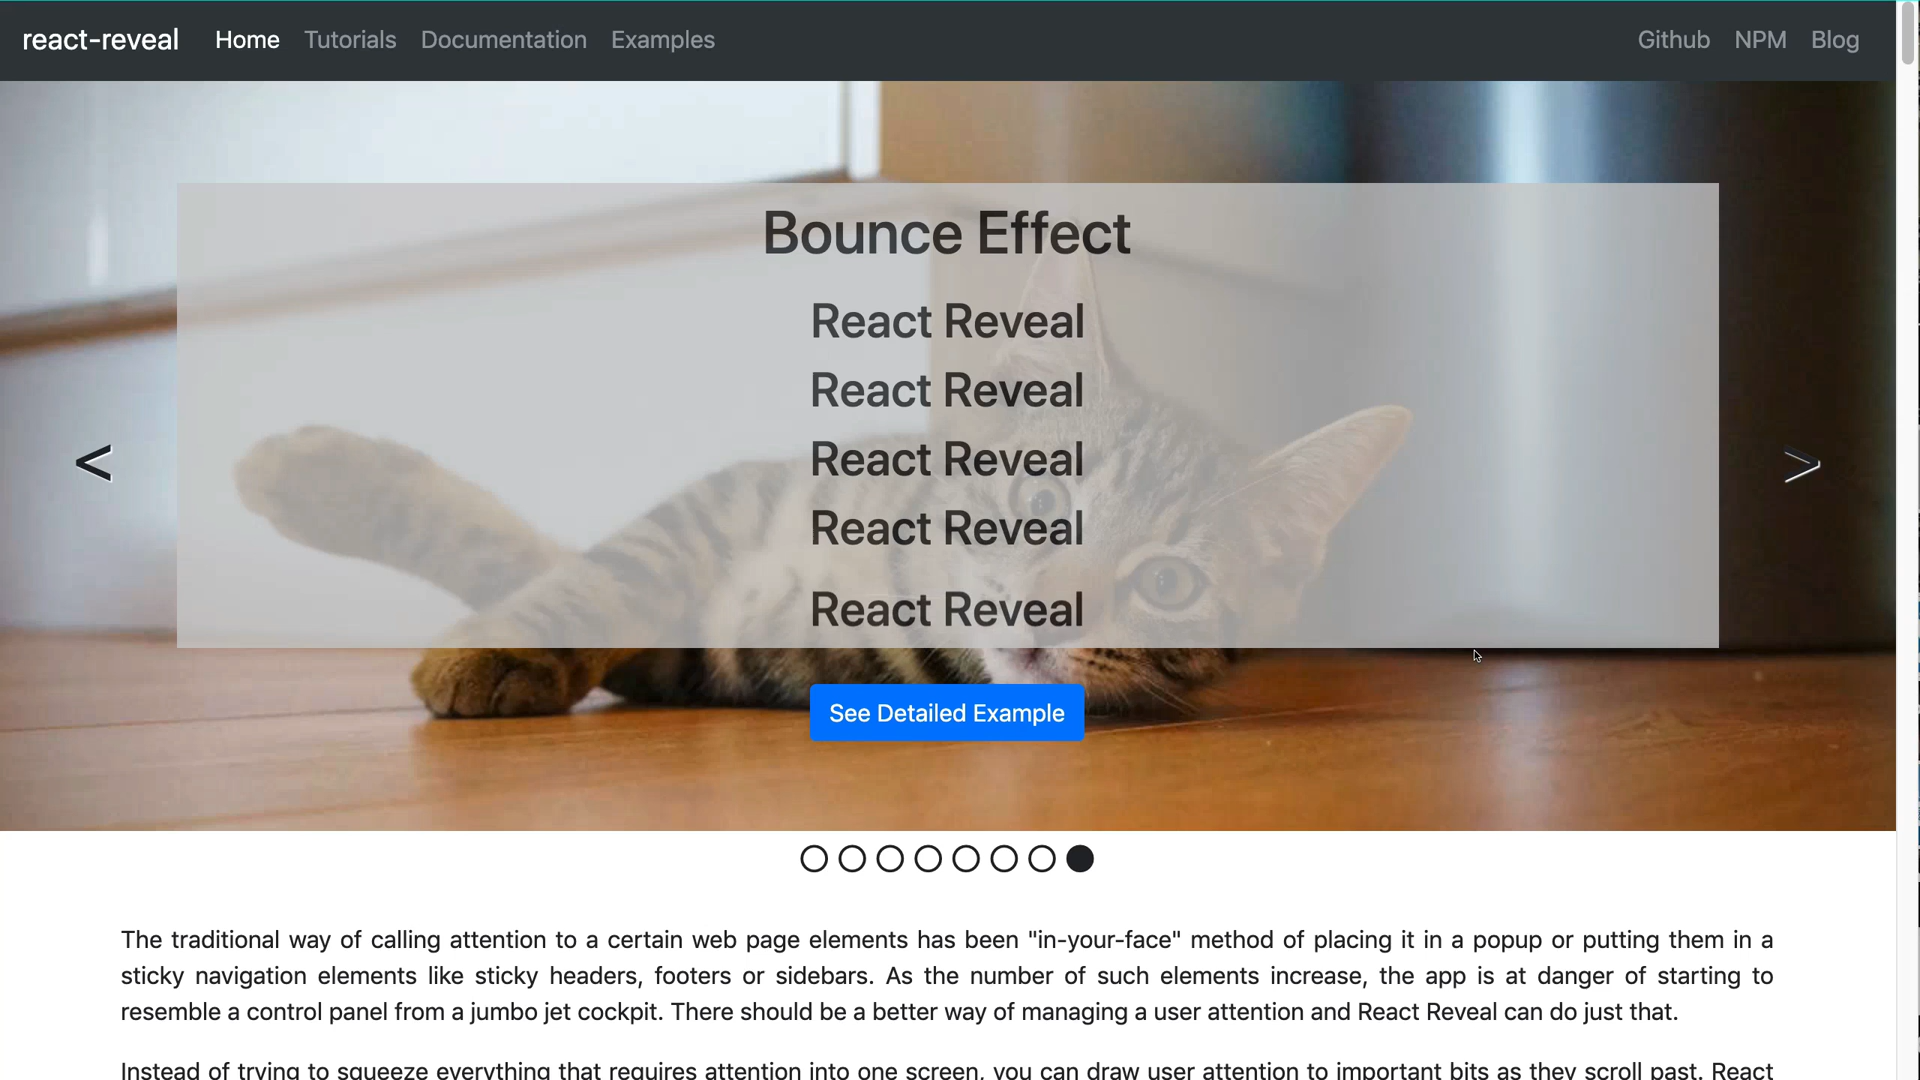 react-reveal Home Tutorials Documentation Examples Github NPM Blog
Bounce Effect
React Reveal
React Reveal
React Reveal
React Reveal
React Reveal
< >
See Detailed Example
The traditional way of calling attention to a certain web page elements has been "in-your-face" method of placing it in a popup or putting them in a
sticky navigation elements like sticky headers, footers or sidebars. As the number of such elements increase, the app is at danger of starting to
resemble a control panel from a jumbo jet cockpit. There should be a better way of managing a user attention and React Reveal can do just that.
Instead of trying to squeeze everything that requires attention into one screen, you can draw user attention to important bits as they scroll past. React